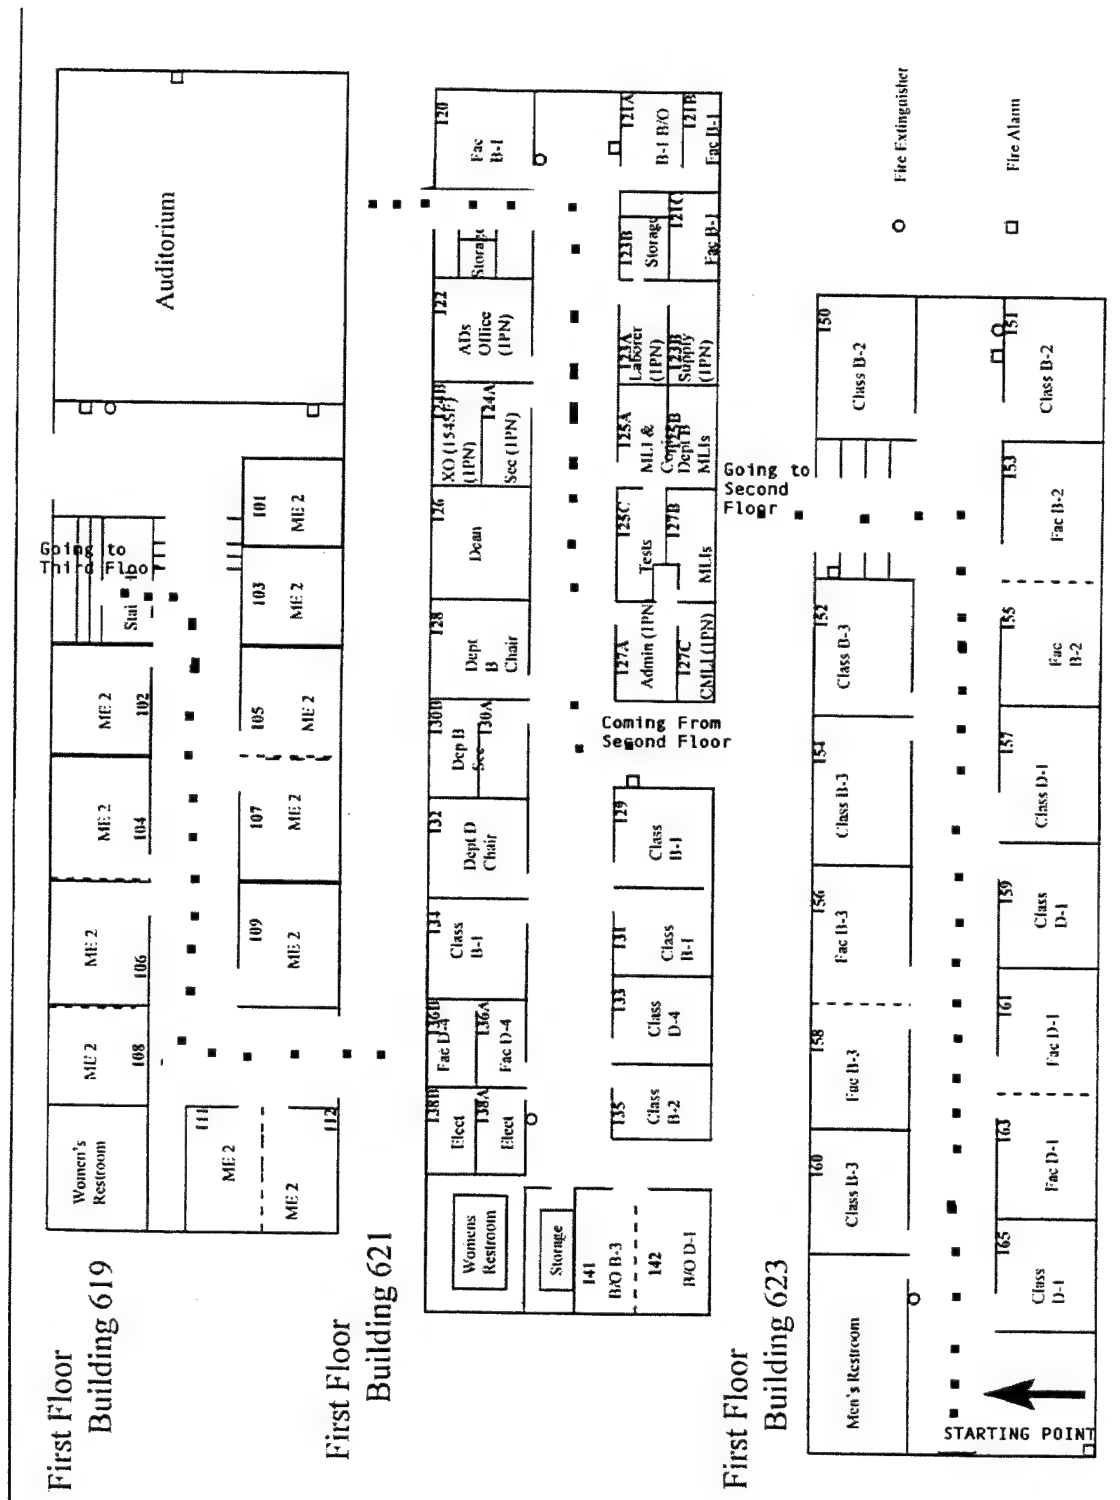 First Floor
Building 619
Auditorium
Going to
Third Floo
Women's
Restroom
ME 2
108
ME 2
106
ME 2
104
ME 2
102
101
ME 2
103
ME 2
105
ME 2
107
ME 2
109
ME 2
111
ME 2
112
ME 2
First Floor
Building 621
Womens
Restroom
138B
Elect
138A
Elect
136B
Fac D-4
136A
Fac D-4
134
Class
B-1
132
Dept D
Chair
130B
Dep B
Sec
130A
128
Dept
B
Chair
126
Dean
124B
XO (154SF)
(1PN)
124A
Sec (1PN)
122
ADs
Office
(1PN)
Storage
120
Fac
B-1
Storage
141
B/O B-3
142
B/O D-1
135
Class
B-2
133
Class
D-4
131
Class
B-1
129
Class
B-1
Coming From
Second Floor
127A
Admin (1PN)
127C
CMLI (1PN)
125C
Tests
127B
MLIs
125A
MLI &
125B
Dept B
MLIs
123A
Laborer
(1PN)
123B
Supply
(1PN)
123B
Storage
121C
Fac B-1
121A
B-1 B/O
121B
Fac B-1
First Floor
Building 623
Going to
Second
Floor
Men's Restroom
160
Class B-3
158
Fac B-3
156
Fac B-3
154
Class B-3
152
Class B-3
150
Class B-2
STARTING POINT
165
Class
D-1
163
Fac D-1
161
Fac D-1
159
Class
D-1
157
Class D-1
155
Fac
B-2
153
Fac B-2
151
Class B-2
Fire Extinguisher
Fire Alarm